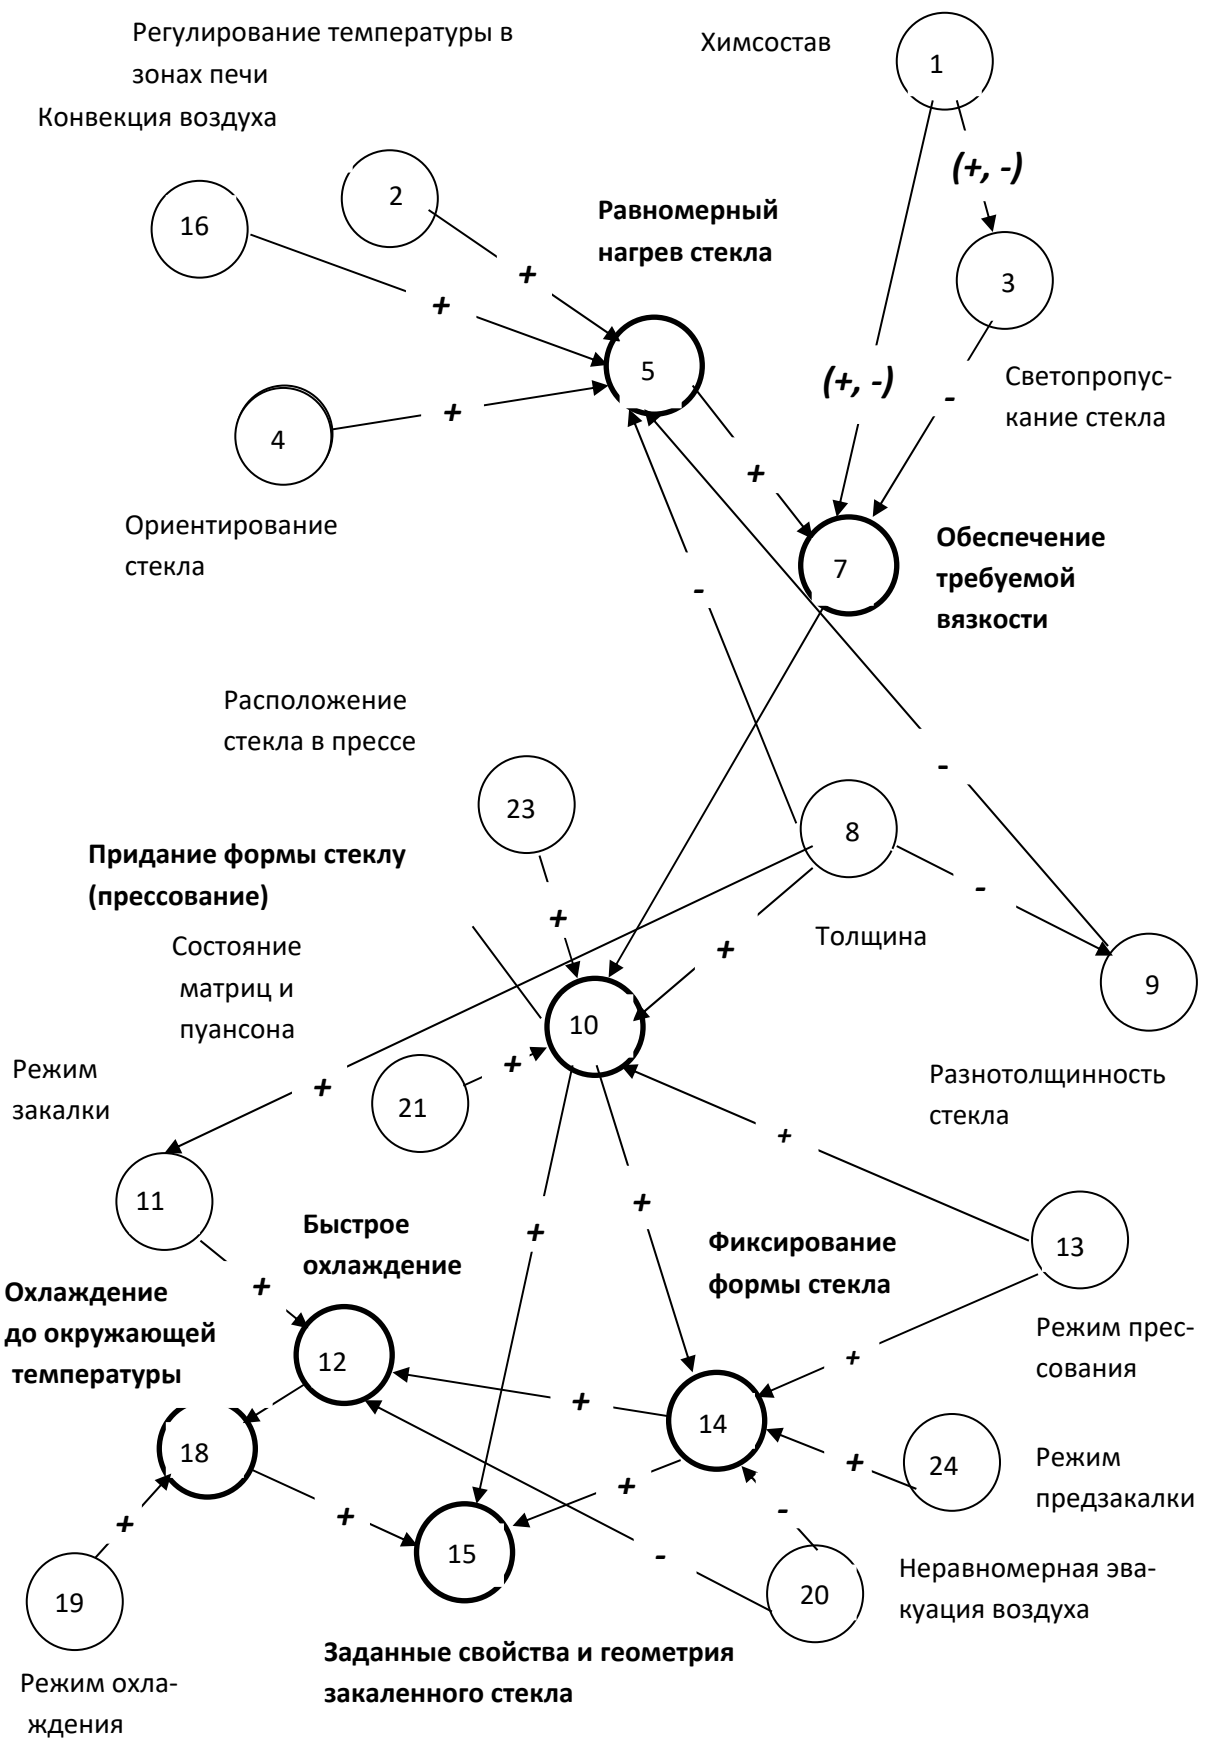 Регулирование температуры в
зонах печи
Химсостав
1
Конвекция воздуха
(+, -)
2
16
Равномерный
нагрев стекла
+
+
3
5
(+, -)
-
Светопропус-
кание стекла
4
+
+
Ориентирование
стекла
7
Обеспечение
требуемой
вязкости
-
Расположение
стекла в прессе
-
23
8
Придание формы стеклу
(прессование)
-
+
+
Толщина
Состояние
матриц и
пуансона
9
10
Режим
закалки
+
+
21
Разнотолщинность
стекла
+
11
+
+
Быстрое
охлаждение
Фиксирование
формы стекла
13
Охлаждение
до окружающей
температуры
+
Режим прес-
сования
12
+
+
14
18
24
Режим
предзакалки
+
+
+
+
-
15
-
19
20
Неравномерная эва-
куация воздуха
Заданные свойства и геометрия
закаленного стекла
Режим охла-
ждения